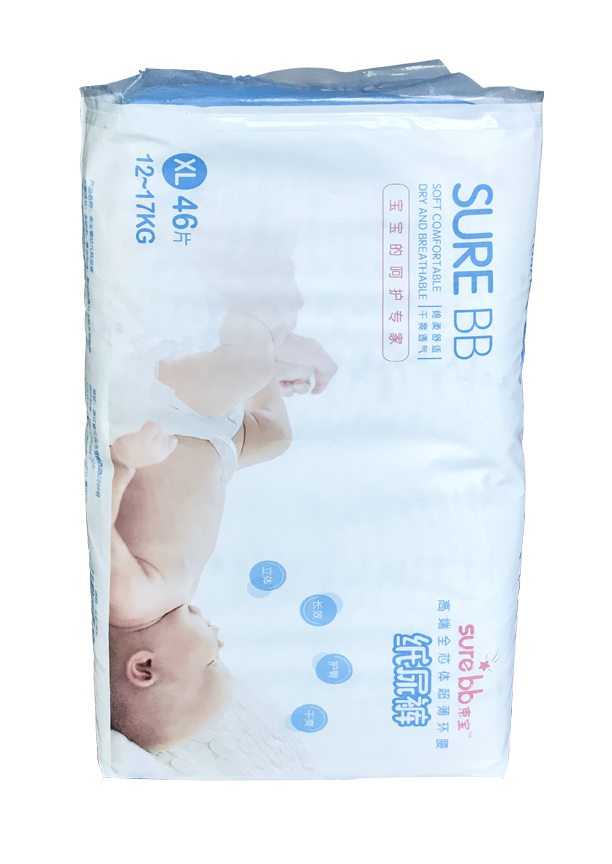 SURE BB
SOFT COMFORTABLE | 绵柔舒适
DRY AND BREATHABLE | 干爽透气
宝宝的呵护专家
XL 46片
12~17KG
sure bb
™
高端全芯体超薄环腰
纸尿裤
立体
长效
护臀
干爽